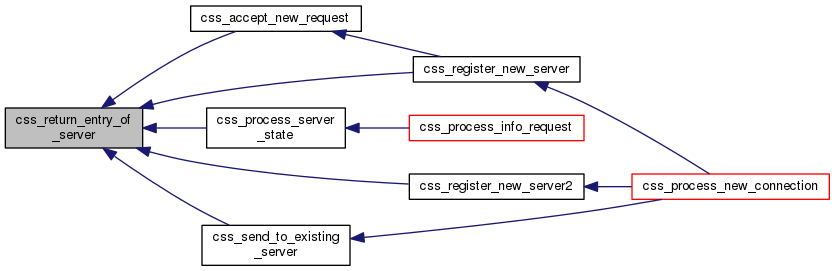 css_accept_new_request
css_register_new_server
css_return_entry_of
_server
css_process_server
_state
css_process_info_request
css_register_new_server2
css_process_new_connection
css_send_to_existing
_server